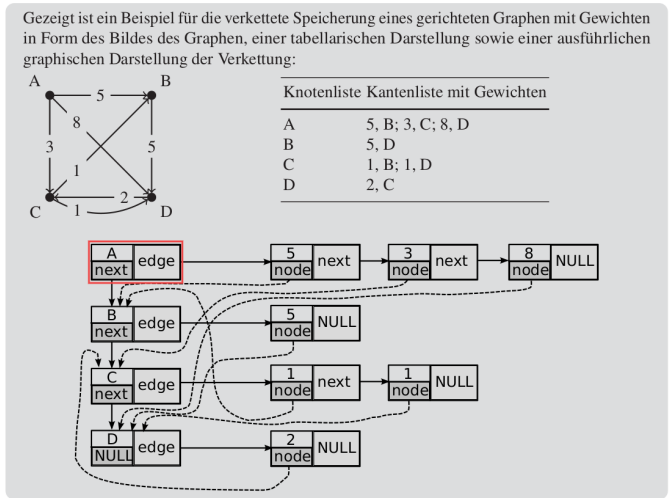 Gezeigt ist ein Beispiel für die verkettete Speicherung eines gerichteten Graphen mit Gewichten
in Form des Bildes des Graphen, einer tabellarischen Darstellung sowie einer ausführlichen
graphischen Darstellung der Verkettung:
A B
5
8
3 5
1
2
C 1 D
Knotenliste Kantenliste mit Gewichten
A 5, B; 3, C; 8, D
B 5, D
C 1, B; 1, D
D 2, C
A edge 5 next 3 next 8 NULL
next node node node
B edge 5 NULL
next node
C edge 1 next 1 NULL
next node node
D edge 2 NULL
NULL node